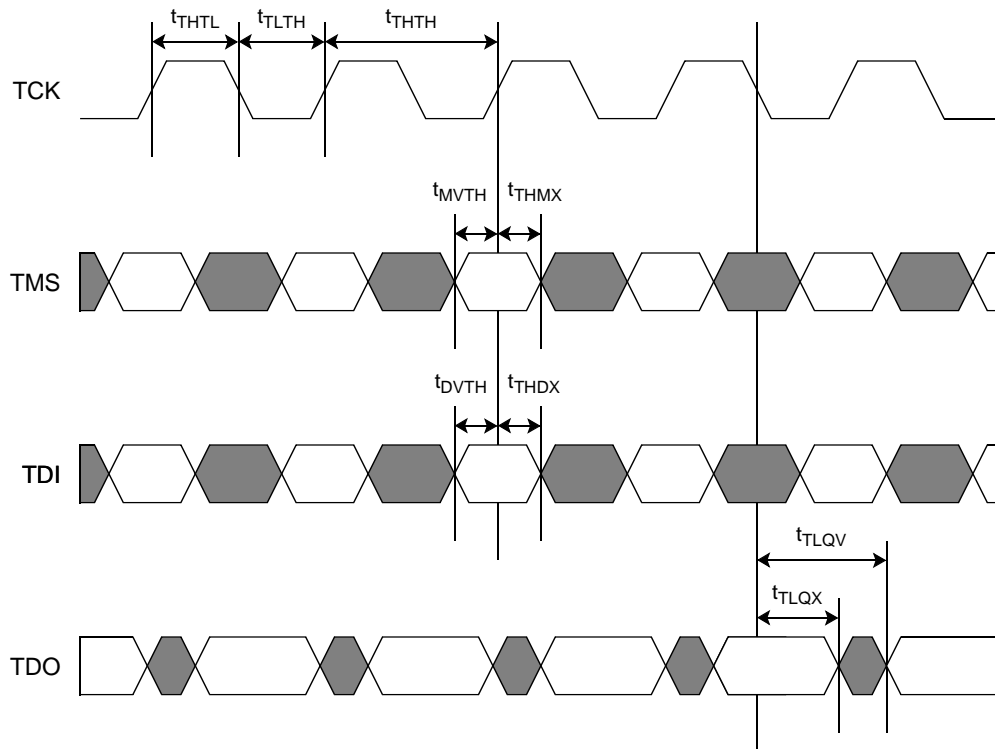 tTHTL tTLTH tTHTH
TCK
tMVTH tTHMX
TMS
tDVTH tTHDX
TDI
tTLQV
tTLQX
TDO